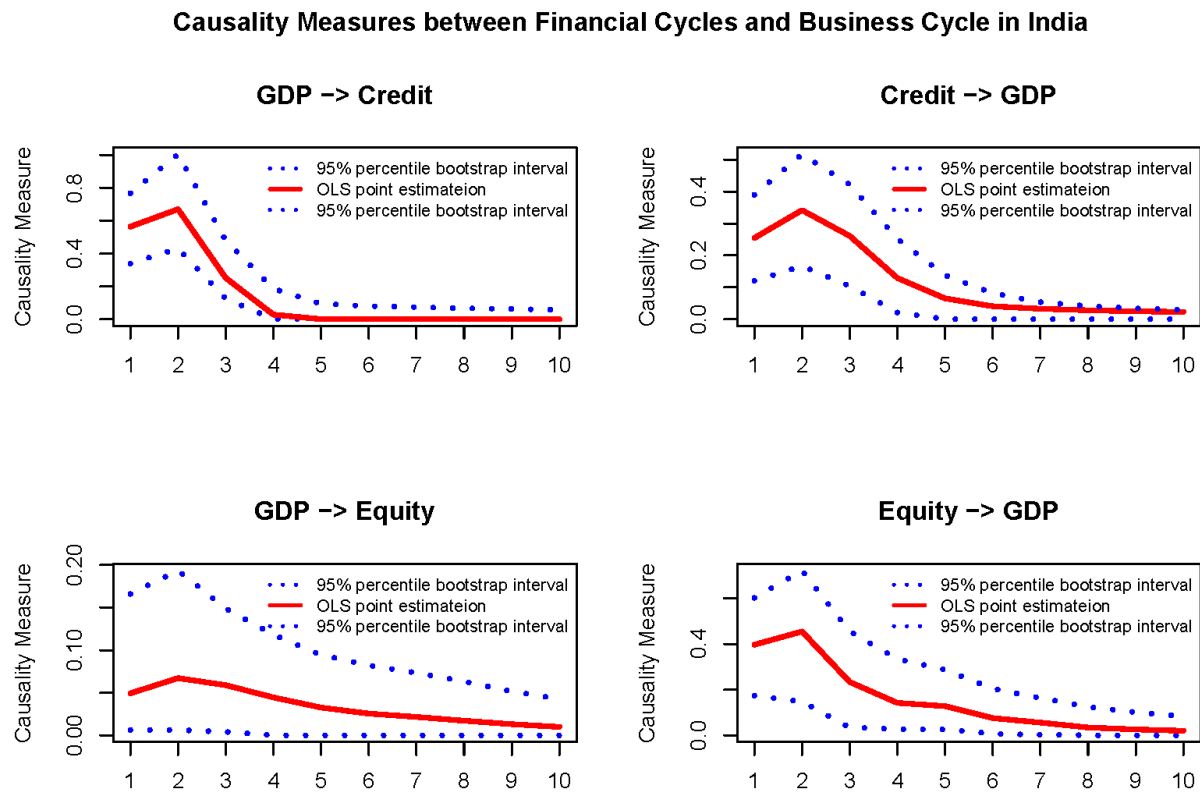 Causality Measures between Financial Cycles and Business Cycle in India
GDP −> Credit
Causality Measure
0.0 0.4 0.8
95% percentile bootstrap interval
OLS point estimateion
95% percentile bootstrap interval
1 2 3 4 5 6 7 8 9 10
Credit −> GDP
Causality Measure
0.0 0.2 0.4
95% percentile bootstrap interval
OLS point estimateion
95% percentile bootstrap interval
1 2 3 4 5 6 7 8 9 10
GDP −> Equity
Causality Measure
0.00 0.10 0.20
95% percentile bootstrap interval
OLS point estimateion
95% percentile bootstrap interval
1 2 3 4 5 6 7 8 9 10
Equity −> GDP
Causality Measure
0.0 0.4
95% percentile bootstrap interval
OLS point estimateion
95% percentile bootstrap interval
1 2 3 4 5 6 7 8 9 10